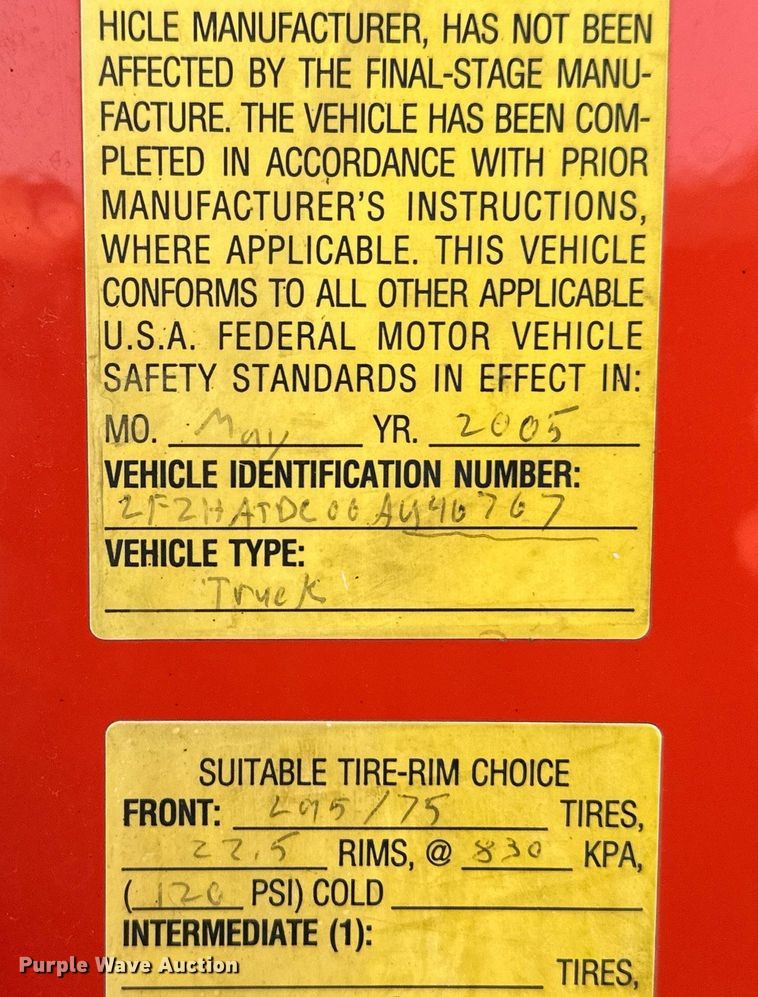 HICLE MANUFACTURER, HAS NOT BEEN
AFFECTED BY THE FINAL-STAGE MANU-
FACTURE. THE VEHICLE HAS BEEN COM-
PLETED IN ACCORDANCE WITH PRIOR
MANUFACTURER'S INSTRUCTIONS,
WHERE APPLICABLE. THIS VEHICLE
CONFORMS TO ALL OTHER APPLICABLE
U.S.A. FEDERAL MOTOR VEHICLE
SAFETY STANDARDS IN EFFECT IN:
MO. May YR. 2005
VEHICLE IDENTIFICATION NUMBER:
VEHICLE TYPE:
Truck
SUITABLE TIRE-RIM CHOICE
FRONT: TIRES,
22.5 RIMS, @ 830 KPA,
(120 PSI) COLD
INTERMEDIATE (1):
TIRES,
Purple Wave Auction